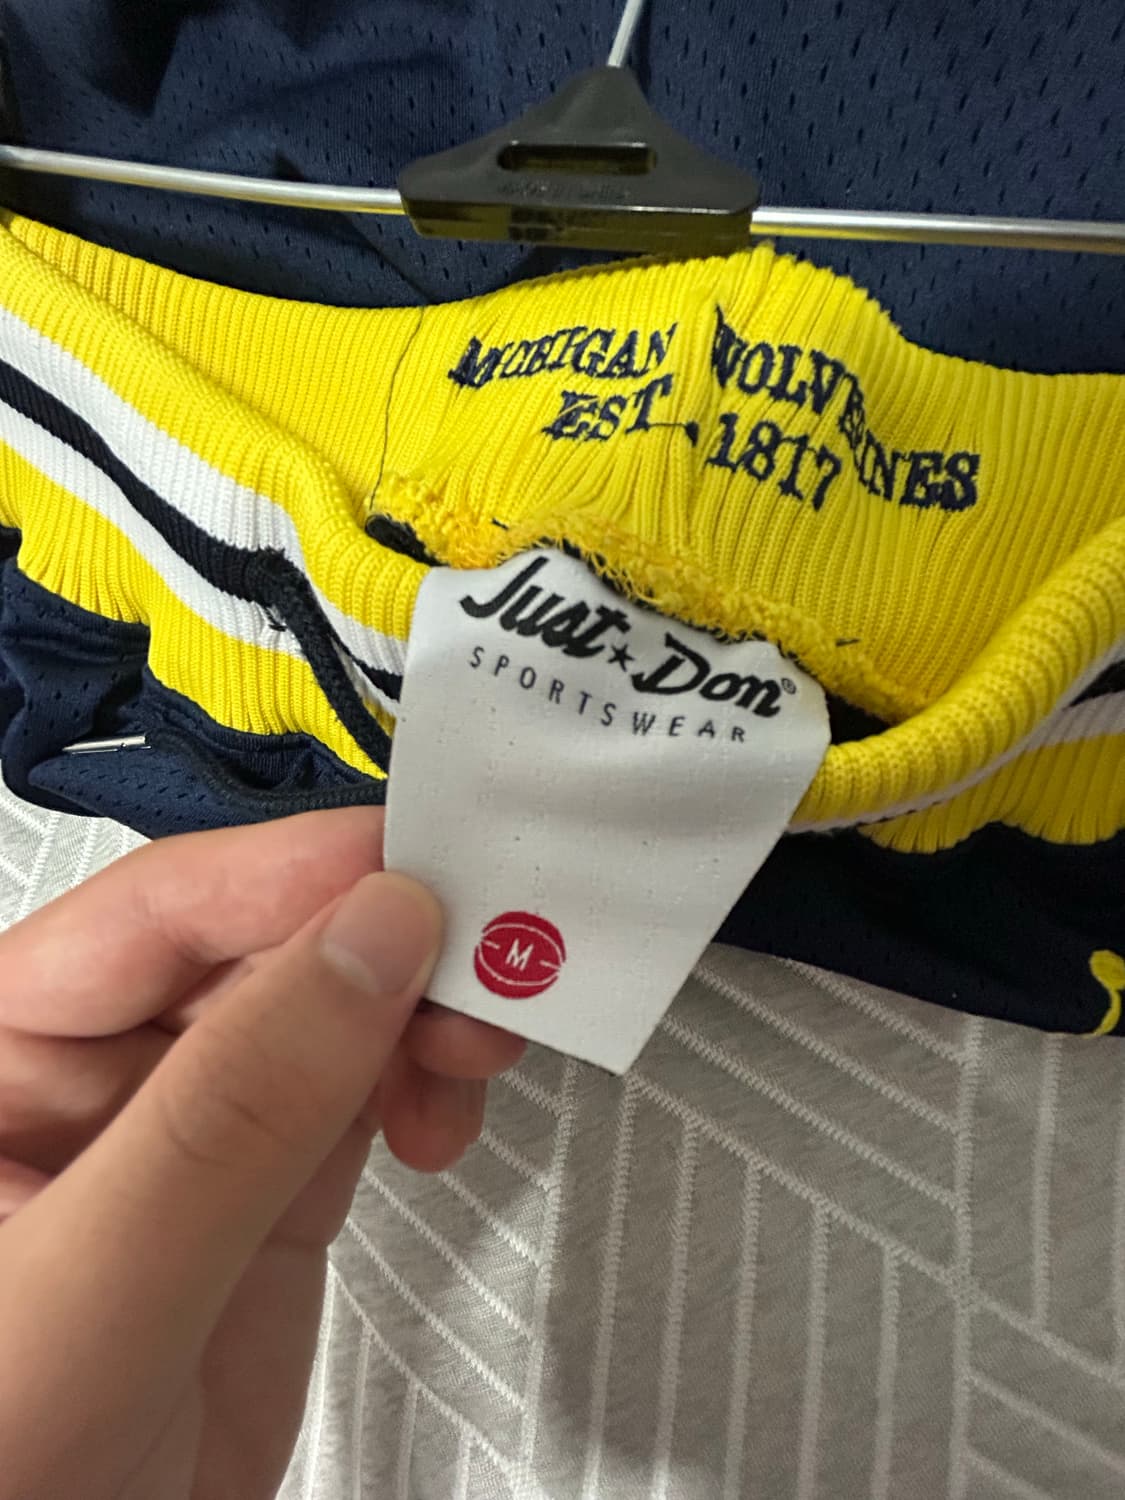 MICHIGAN WOLVERINES
EST. 1817
Just★Don®
SPORTSWEAR
M